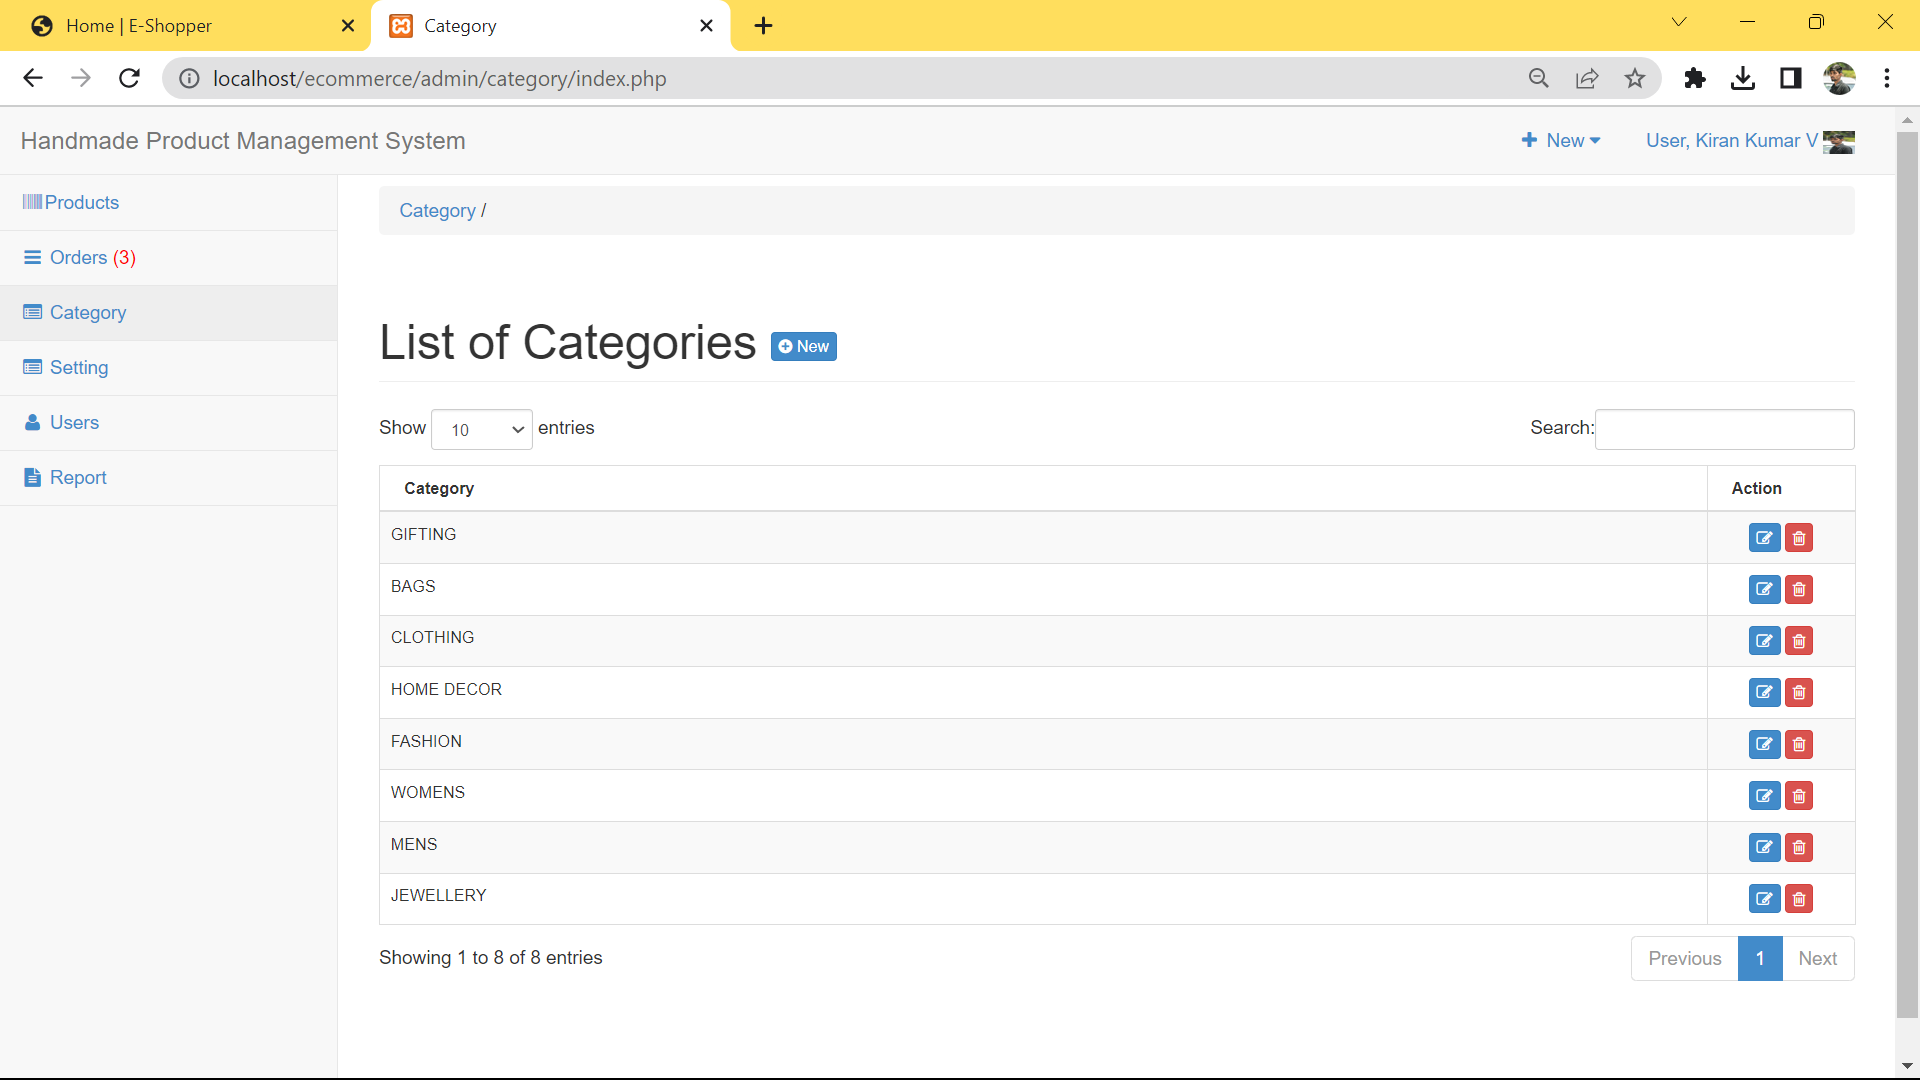 Home | E-Shopper
Category
localhost/ecommerce/admin/category/index.php
Handmade Product Management System
New
User, Kiran Kumar V
Products
Orders (3)
Category
Setting
Users
Report
Category /
List of Categories New
Show 10 entries
Search:
Category Action
GIFTING
BAGS
CLOTHING
HOME DECOR
FASHION
WOMENS
MENS
JEWELLERY
Showing 1 to 8 of 8 entries
Previous 1 Next